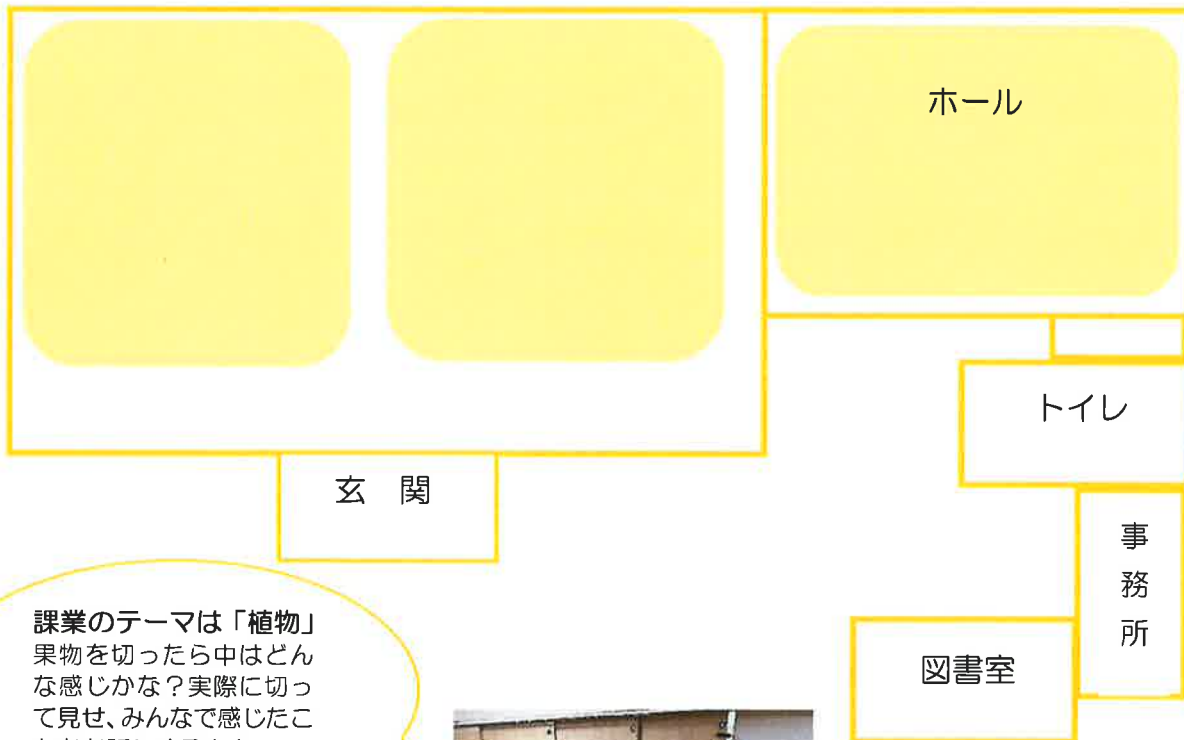 ホール
トイレ
玄 関
事務所
図書室
課業のテーマは「植物」
果物を切ったら中はどん
な感じかな？実際に切っ
て見せ、みんなで感じたこ